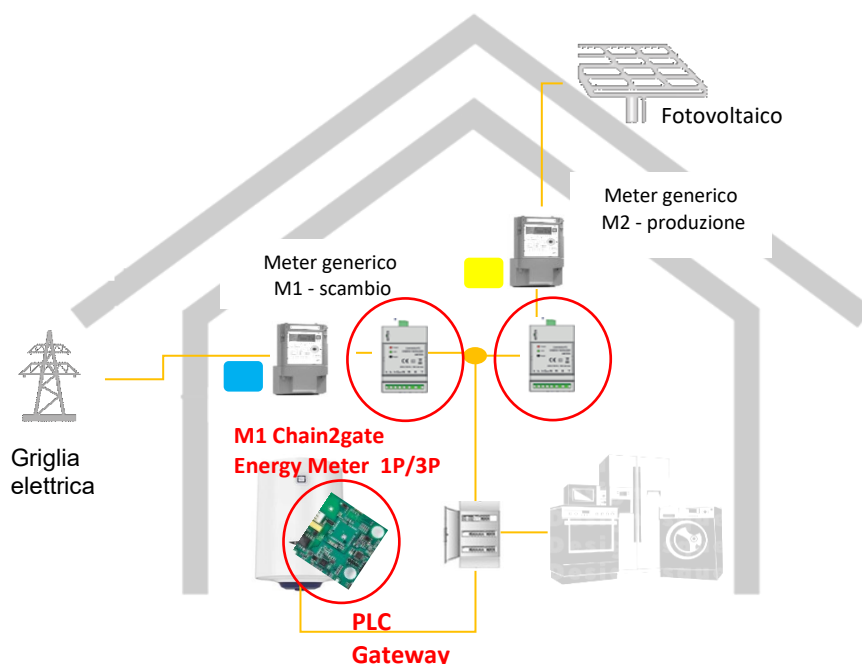 Fotovoltaico
Meter generico
M2 - produzione
Meter generico
M1 - scambio
Griglia
elettrica
M1 Chain2gate
Energy Meter 1P/3P
PLC
Gateway